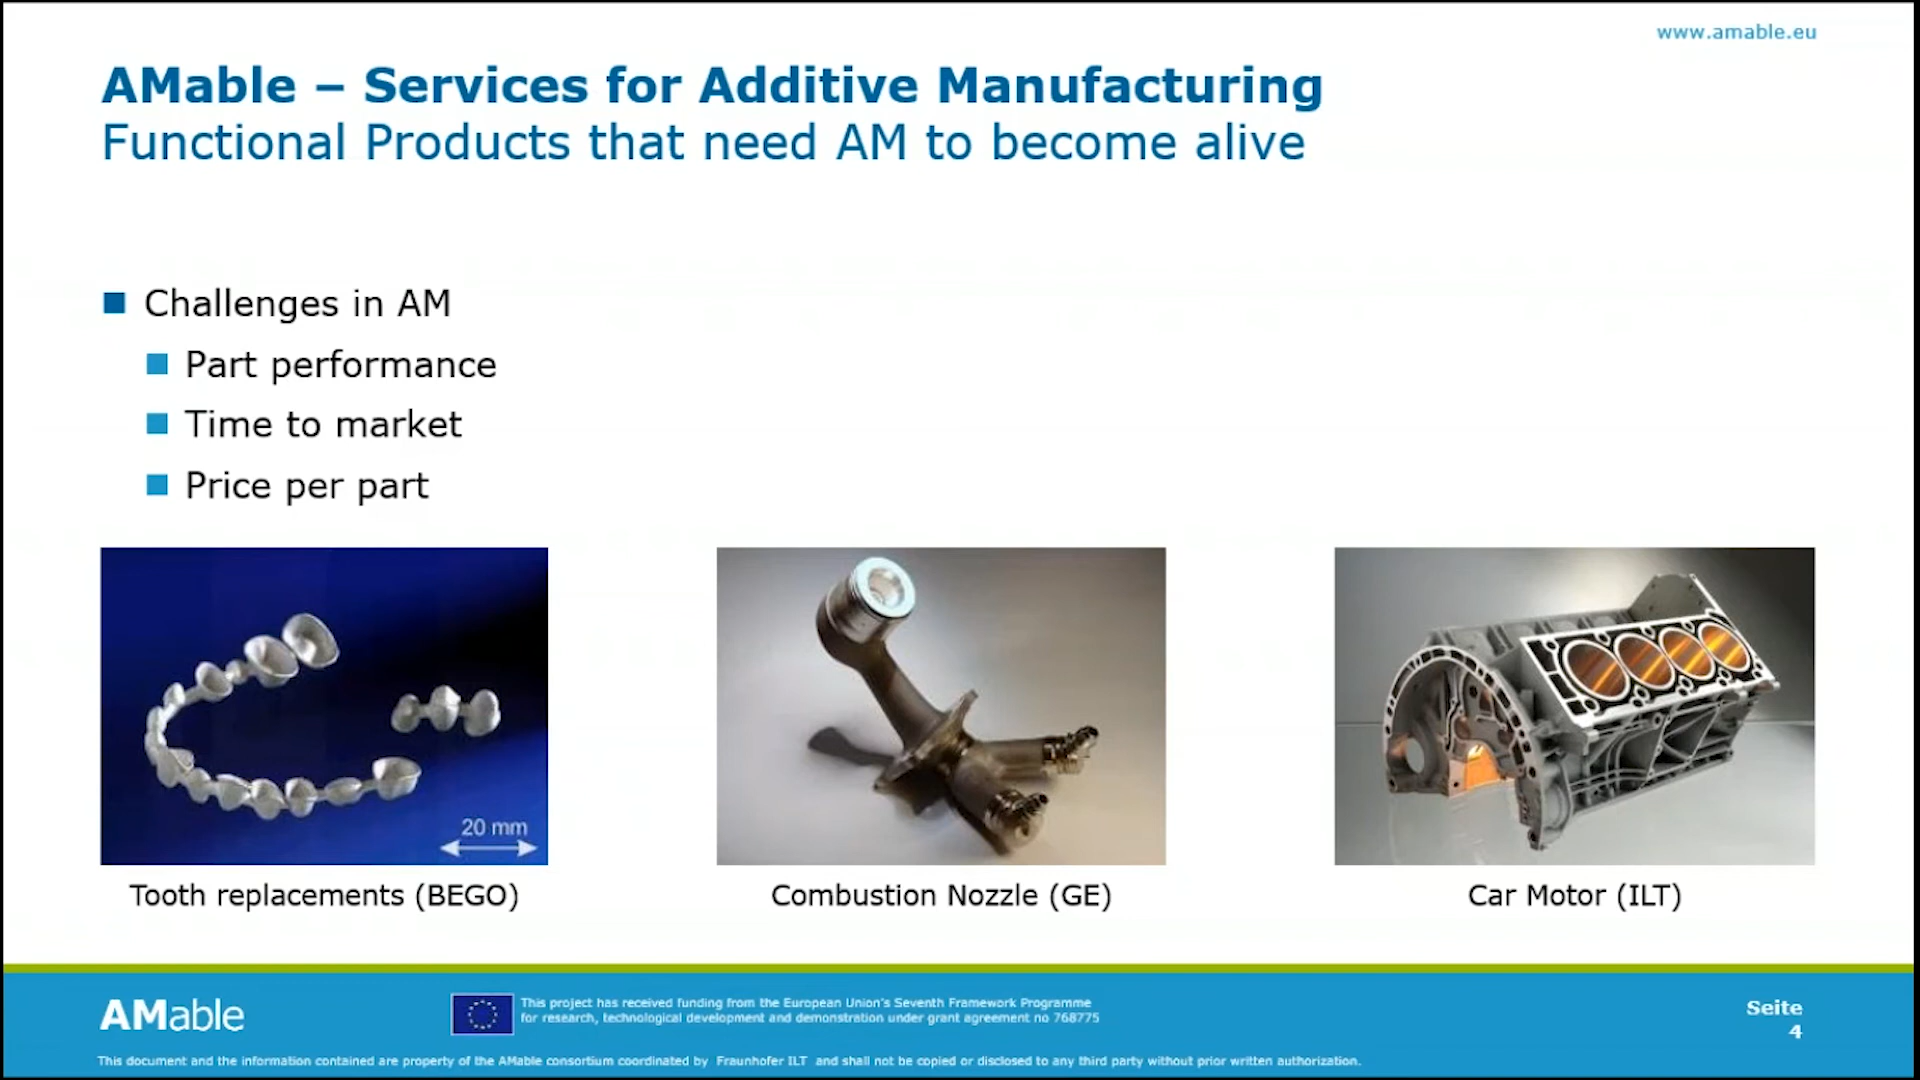 www.amable.eu
AMable – Services for Additive Manufacturing
Functional Products that need AM to become alive
Challenges in AM
Part performance
Time to market
Price per part
20 mm
Tooth replacements (BEGO)
Combustion Nozzle (GE)
Car Motor (ILT)
AMable
This project has received funding from the European Union's Seventh Framework Programme
for research, technological development and demonstration under grant agreement no 768775
Seite
4
This document and the information contained are property of the AMable consortium coordinated by Fraunhofer ILT and shall not be copied or disclosed to any third party without prior written authorization.